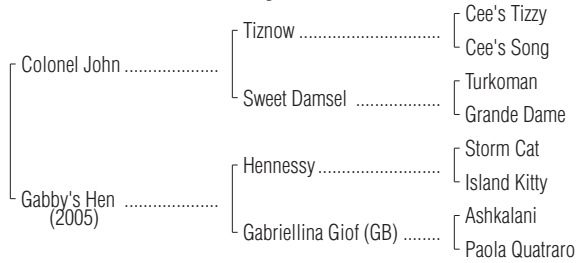 Cee's Tizzy
Tiznow
Cee's Song
Colonel John
Turkoman
Sweet Damsel
Grande Dame
Storm Cat
Hennessy
Island Kitty
Gabby's Hen
(2005)
Ashkalani
Gabriellina Giof (GB)
Paola Quatraro